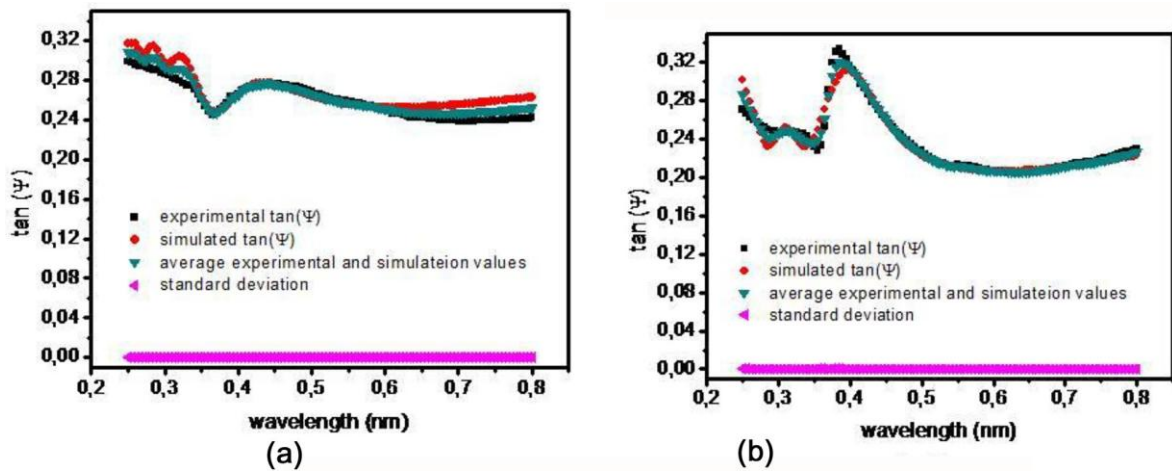 0,32
0,28
0,24
0,20
0,16
0,12
0,08
0,04
0,00
tan (Ψ)
experimental tan(Ψ)
simulated tan(Ψ)
average experimental and simulateion values
standard deviation
0,2 0,3 0,4 0,5 0,6 0,7 0,8
wavelength (nm)
(a)
0,32
0,28
0,24
0,20
0,16
0,12
0,08
0,04
0,00
tan (Ψ)
experimental tan(Ψ)
simulated tan(Ψ)
average experimental and simulateion values
standard deviation
0,2 0,3 0,4 0,5 0,6 0,7 0,8
wavelength (nm)
(b)